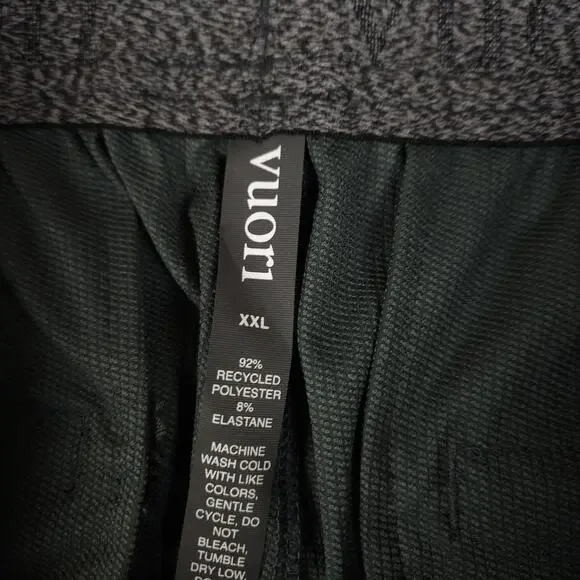 vuori
XXL
92%
RECYCLED
POLYESTER
8%
ELASTANE
MACHINE
WASH COLD
WITH LIKE
COLORS,
GENTLE
CYCLE, DO
NOT
BLEACH,
TUMBLE
DRY LOW,